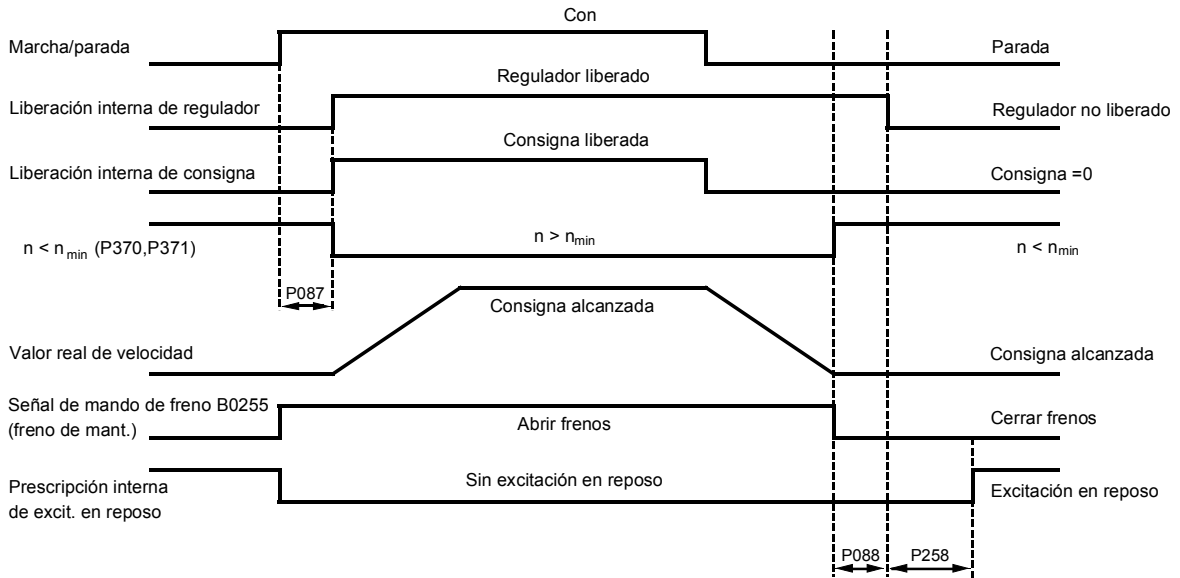 Con
Marcha/parada
Parada
Regulador liberado
Liberación interna de regulador
Regulador no liberado
Consigna liberada
Liberación interna de consigna
Consigna =0
n < n min (P370,P371)
n > nmin
n < nmin
P087
Consigna alcanzada
Valor real de velocidad
Consigna alcanzada
Señal de mando de freno B0255
(freno de mant.)
Abrir frenos
Cerrar frenos
Prescripción interna
de excit. en reposo
Sin excitación en reposo
Excitación en reposo
P088
P258